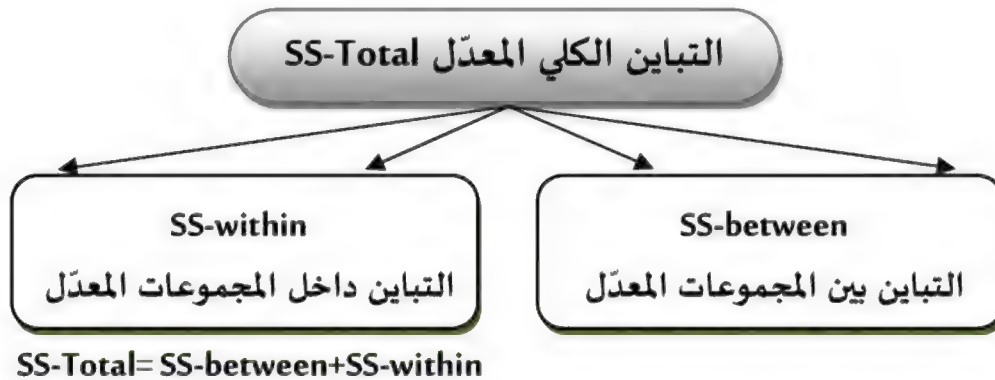 التباين الكلي المعدّل SS-Total
SS-between
التباين بين المجموعات المعدّل
SS-within
التباين داخل المجموعات المعدّل
SS-Total= SS-between+SS-within